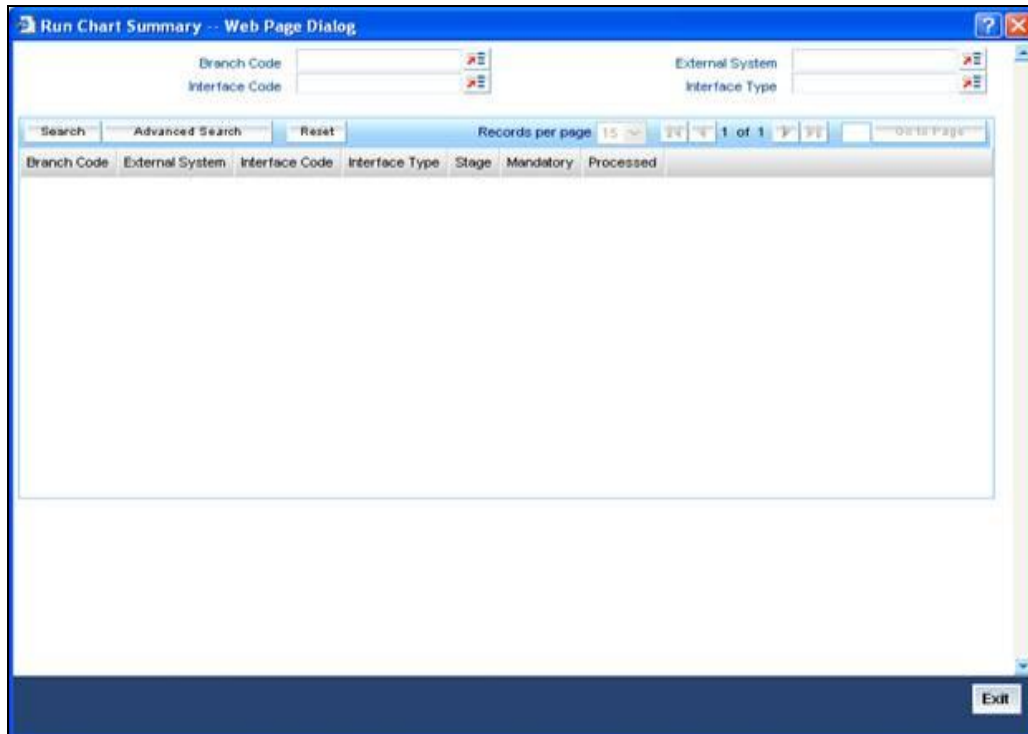 Run Chart Summary -- Web Page Dialog
Branch Code External System
Interface Code Interface Type
Search Advanced Search Reset Records per page 15 1 of 1 Go to Page
Branch Code External System Interface Code Interface Type Stage Mandatory Processed
Exit